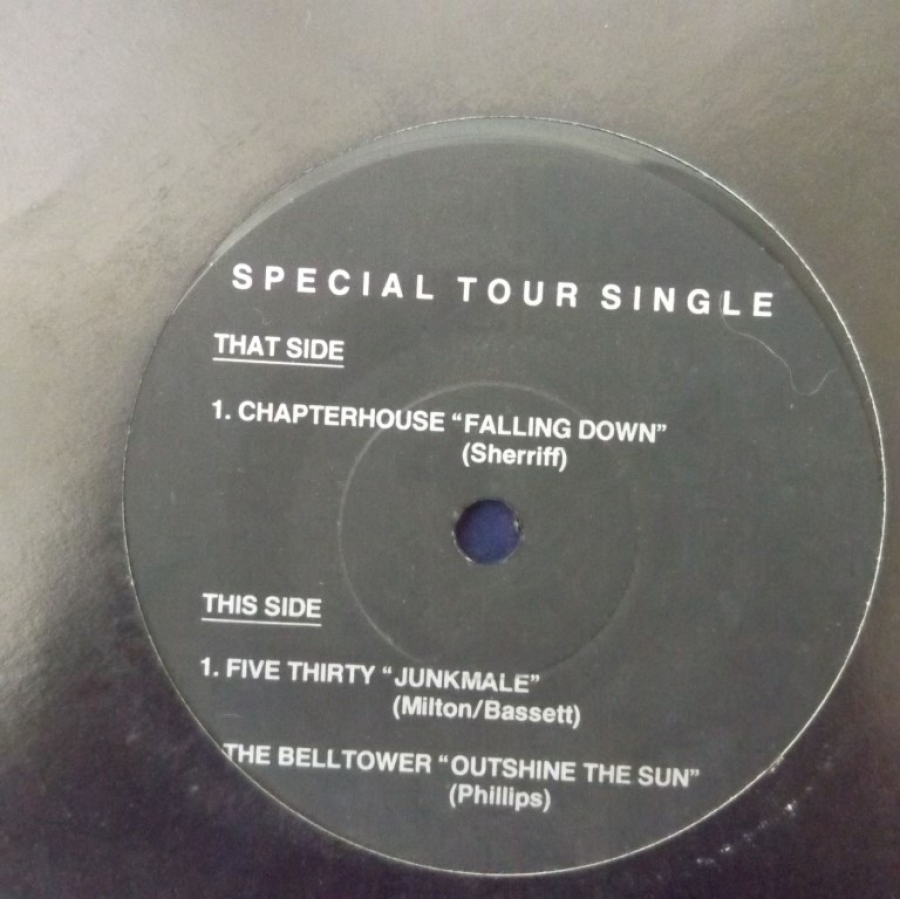 SPECIAL TOUR SINGLE
THAT SIDE
1. CHAPTERHOUSE “FALLING DOWN”
(Sherriff)
THIS SIDE
1. FIVE THIRTY “JUNKMALE”
(Milton/Bassett)
THE BELLTOWER “OUTSHINE THE SUN”
(Phillips)